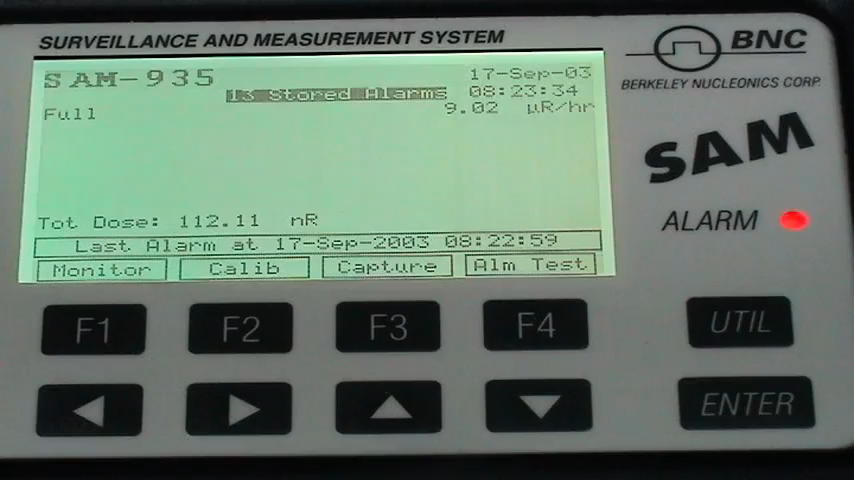 SURVEILLANCE AND MEASUREMENT SYSTEM
BNC
BERKELEY NUCLEONICS CORP.
SAM-935
17-Sep-03
13 Stored Alarms
08:23:34
Full
9.02 µR/hr
SAM
Tot Dose: 112.11 nR
ALARM
Last Alarm at 17-Sep-2003 08:22:59
Monitor
Calib
Capture
Alm Test
F1
F2
F3
F4
UTIL
ENTER